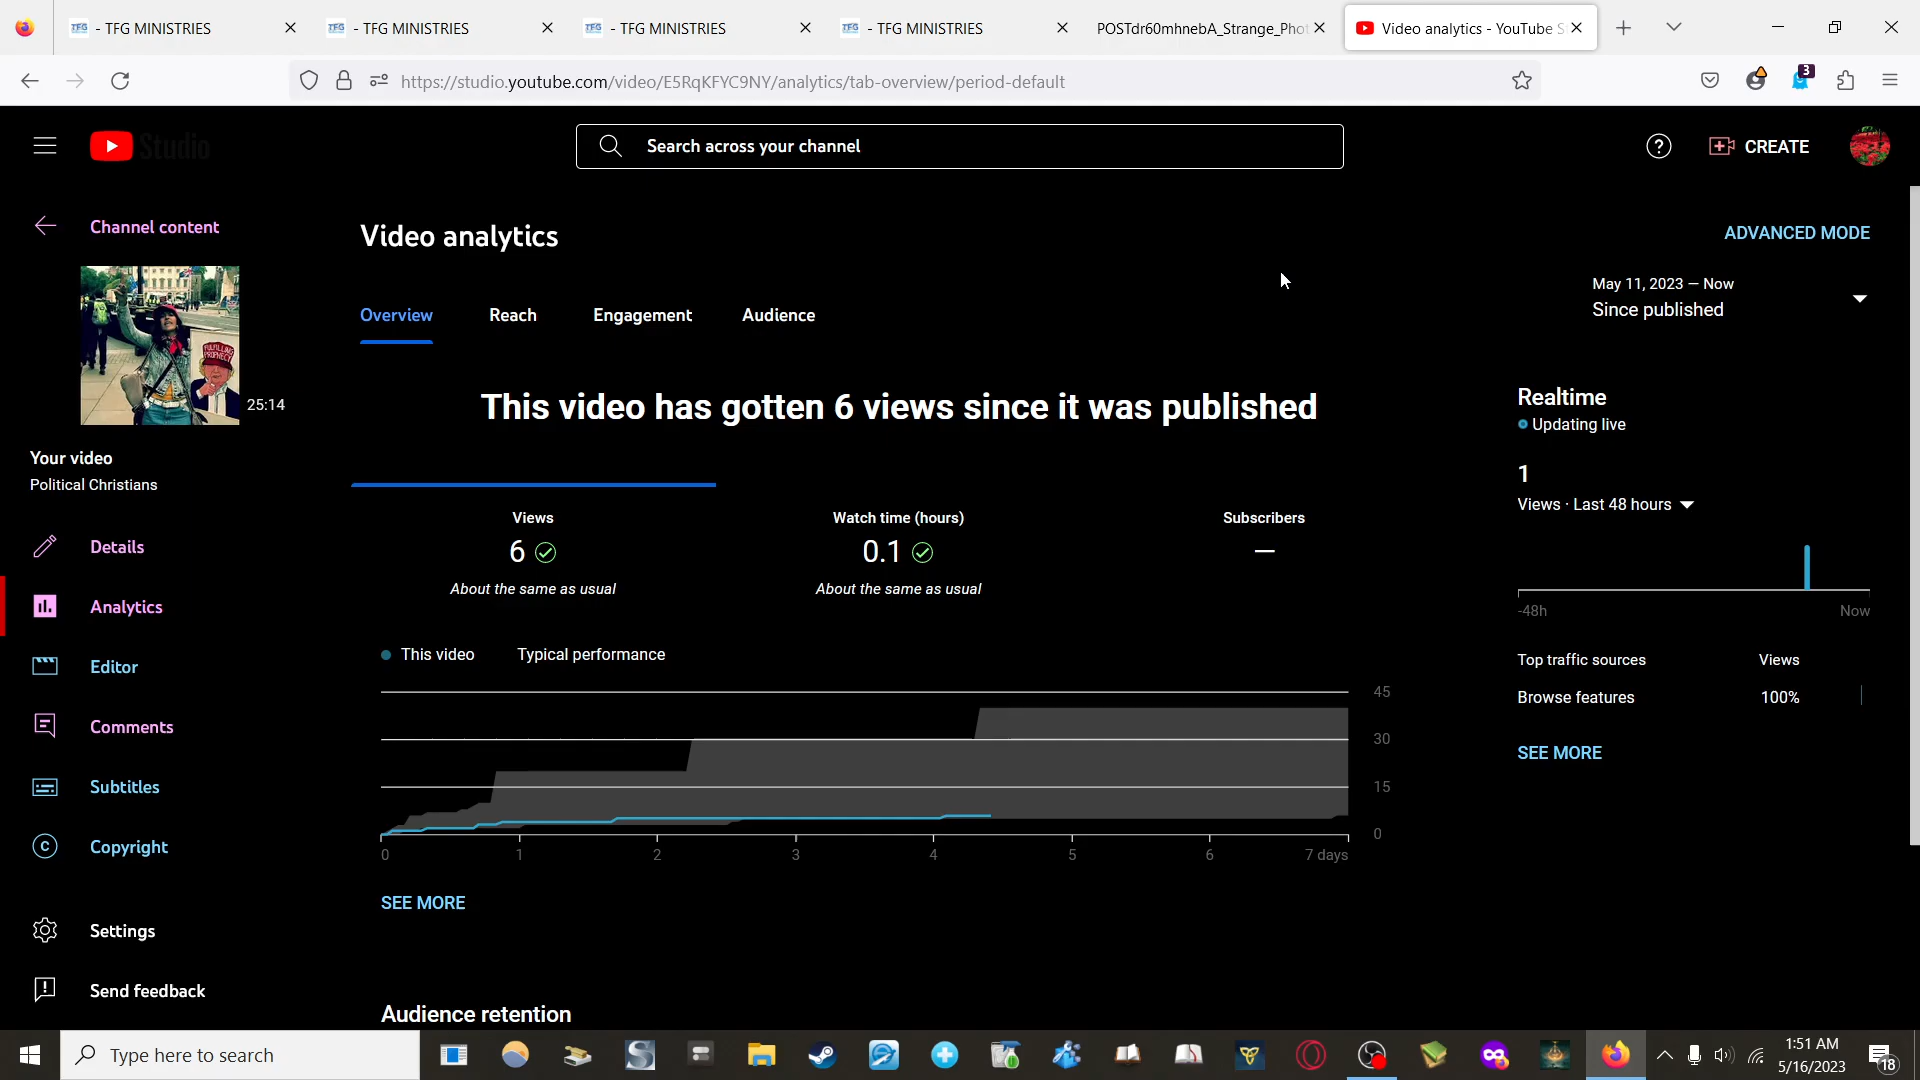 - TFG MINISTRIES
- TFG MINISTRIES
- TFG MINISTRIES
- TFG MINISTRIES
POSTdr60mhnebA_Strange_Phot
Video analytics - YouTube S
https://studio.youtube.com/video/E5RqKFYC9NY/analytics/tab-overview/period-default
3
Studio
Search across your channel
CREATE
Channel content
25:14
FULFILLING
PROPHECY
Your video
Political Christians
Details
Analytics
Editor
Comments
Subtitles
Copyright
Settings
Send feedback
Video analytics
ADVANCED MODE
May 11, 2023 – Now
Since published
Overview
Reach
Engagement
Audience
This video has gotten 6 views since it was published
Views
6
About the same as usual
Watch time (hours)
0.1
About the same as usual
Subscribers
—
This video
Typical performance
45
30
15
0
0 1 2 3 4 5 6 7 days
SEE MORE
Audience retention
Realtime
Updating live
1
Views · Last 48 hours
-48h Now
Top traffic sources Views
Browse features 100%
SEE MORE
Type here to search
1:51 AM
5/16/2023
18